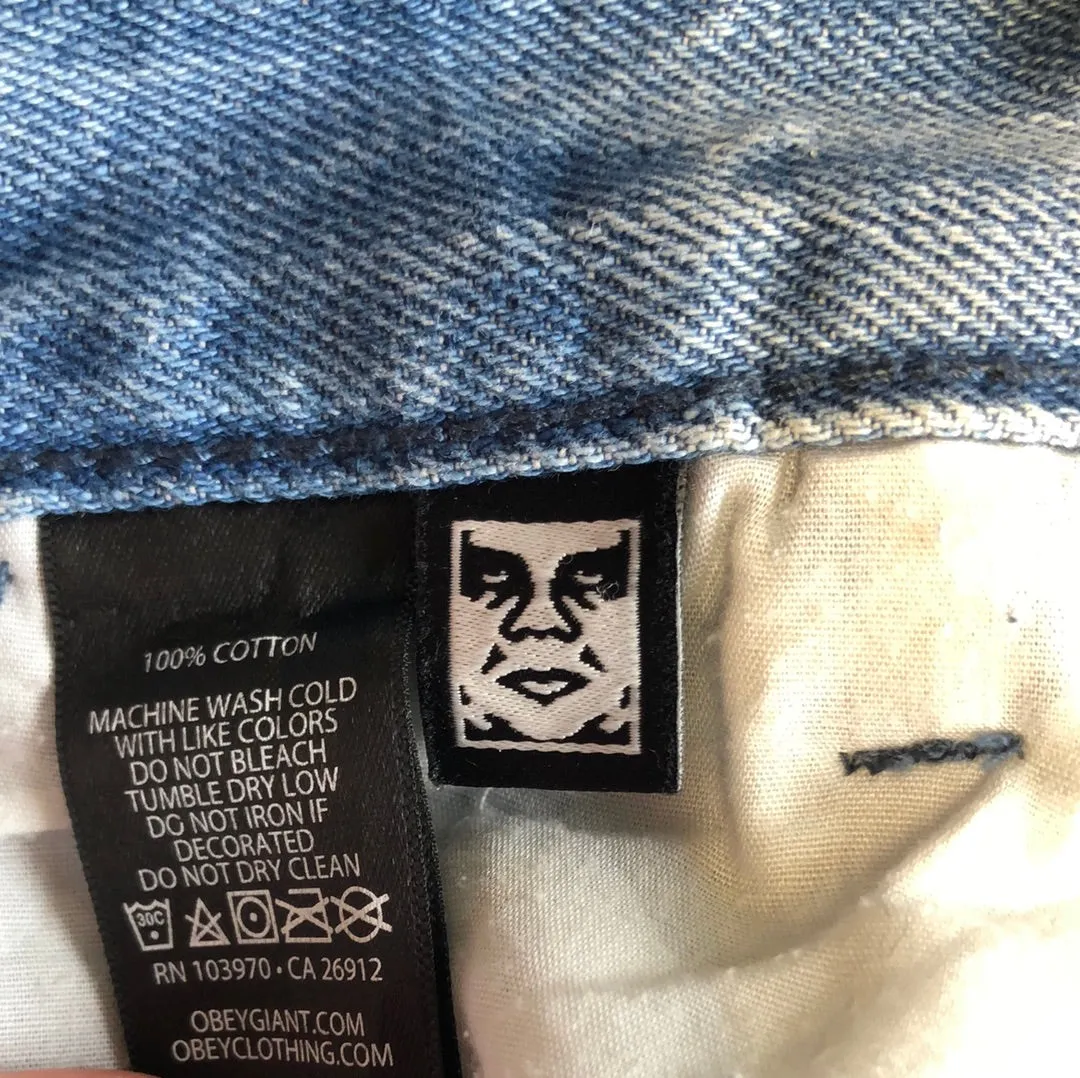 100% COTTON
MACHINE WASH COLD
WITH LIKE COLORS
DO NOT BLEACH
TUMBLE DRY LOW
DO NOT IRON IF
DECORATED
DO NOT DRY CLEAN
30C
RN 103970 • CA 26912
OBEYGIANT.COM
OBEYCLOTHING.COM